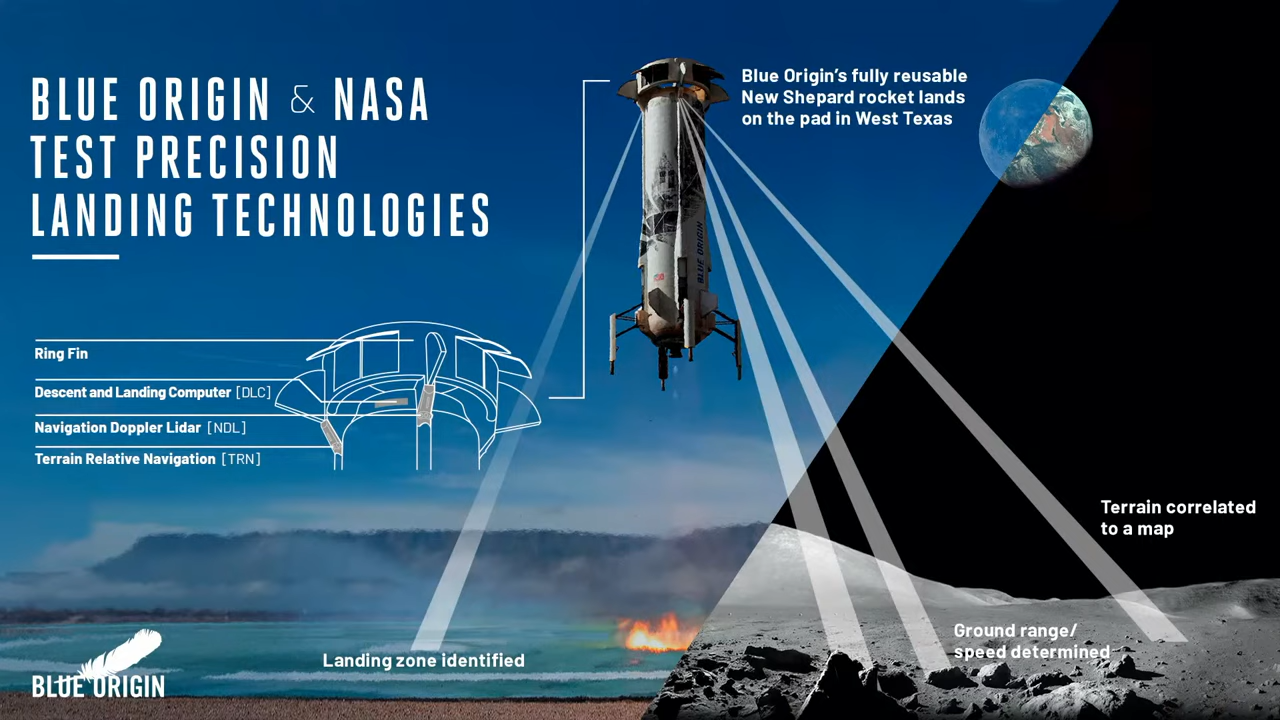 BLUE ORIGIN & NASA
TEST PRECISION
LANDING TECHNOLOGIES
Blue Origin's fully reusable
New Shepard rocket lands
on the pad in West Texas
Ring Fin
Descent and Landing Computer [DLC]
Navigation Doppler Lidar [NDL]
Terrain Relative Navigation [TRN]
BLUE ORIGIN
Terrain correlated
to a map
Ground range/
speed determined
Landing zone identified
BLUE ORIGIN